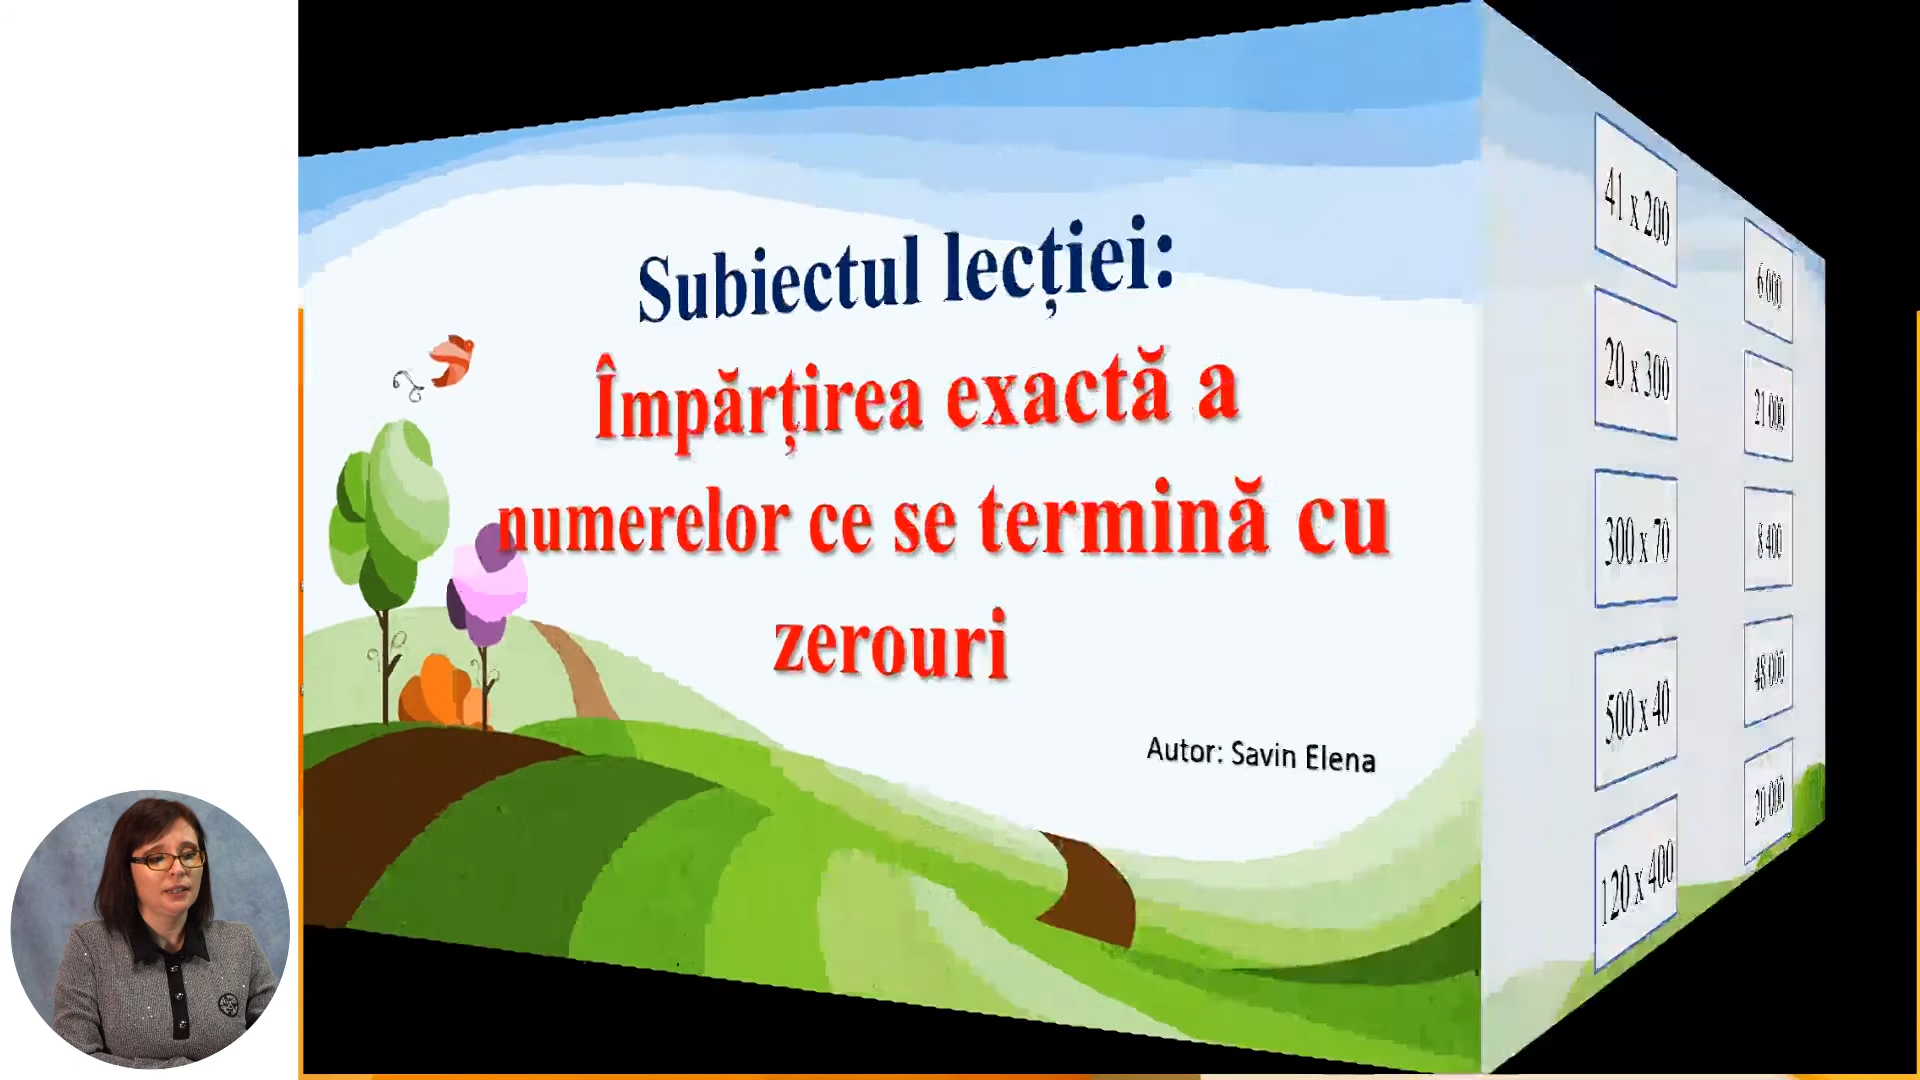 Subiectul lecției:
Împărțirea exactă a
numerelor ce se termină cu
zerouri
Autor: Savin Elena
41 x 200
20 x 300
300 x 70
500 x 40
120 x 400
6 000
21 000
8 400
48 000
20 000